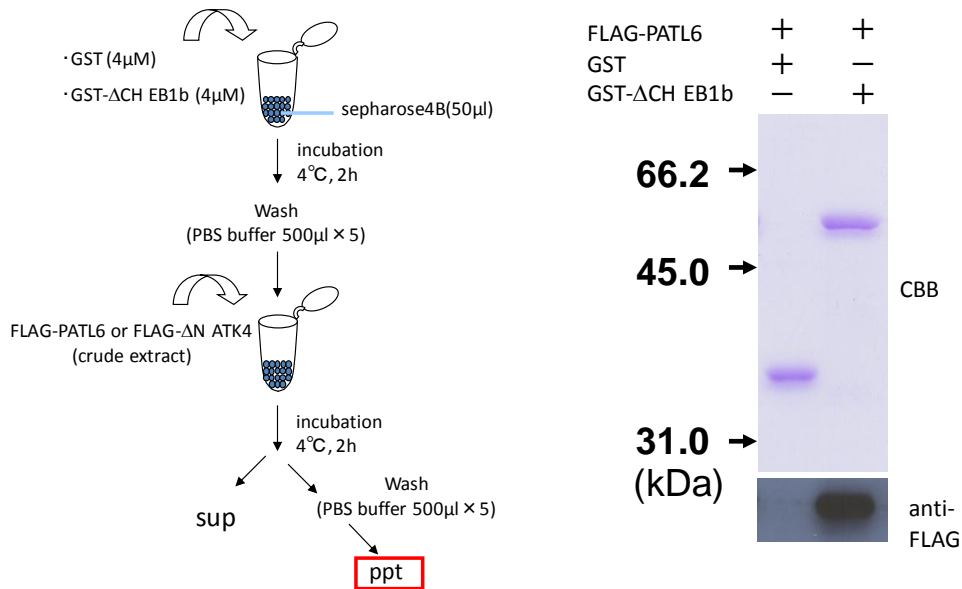 ・GST (4μM)
・GST-ΔCH EB1b (4μM)
sepharose4B(50μl)
incubation
4℃, 2h
Wash
(PBS buffer 500μl × 5)
FLAG-PATL6 or FLAG-ΔN ATK4
(crude extract)
incubation
4℃, 2h
sup
Wash
(PBS buffer 500μl × 5)
ppt
FLAG-PATL6 + +
GST + −
GST-ΔCH EB1b − +
66.2
45.0
31.0
(kDa)
CBB
anti-
FLAG